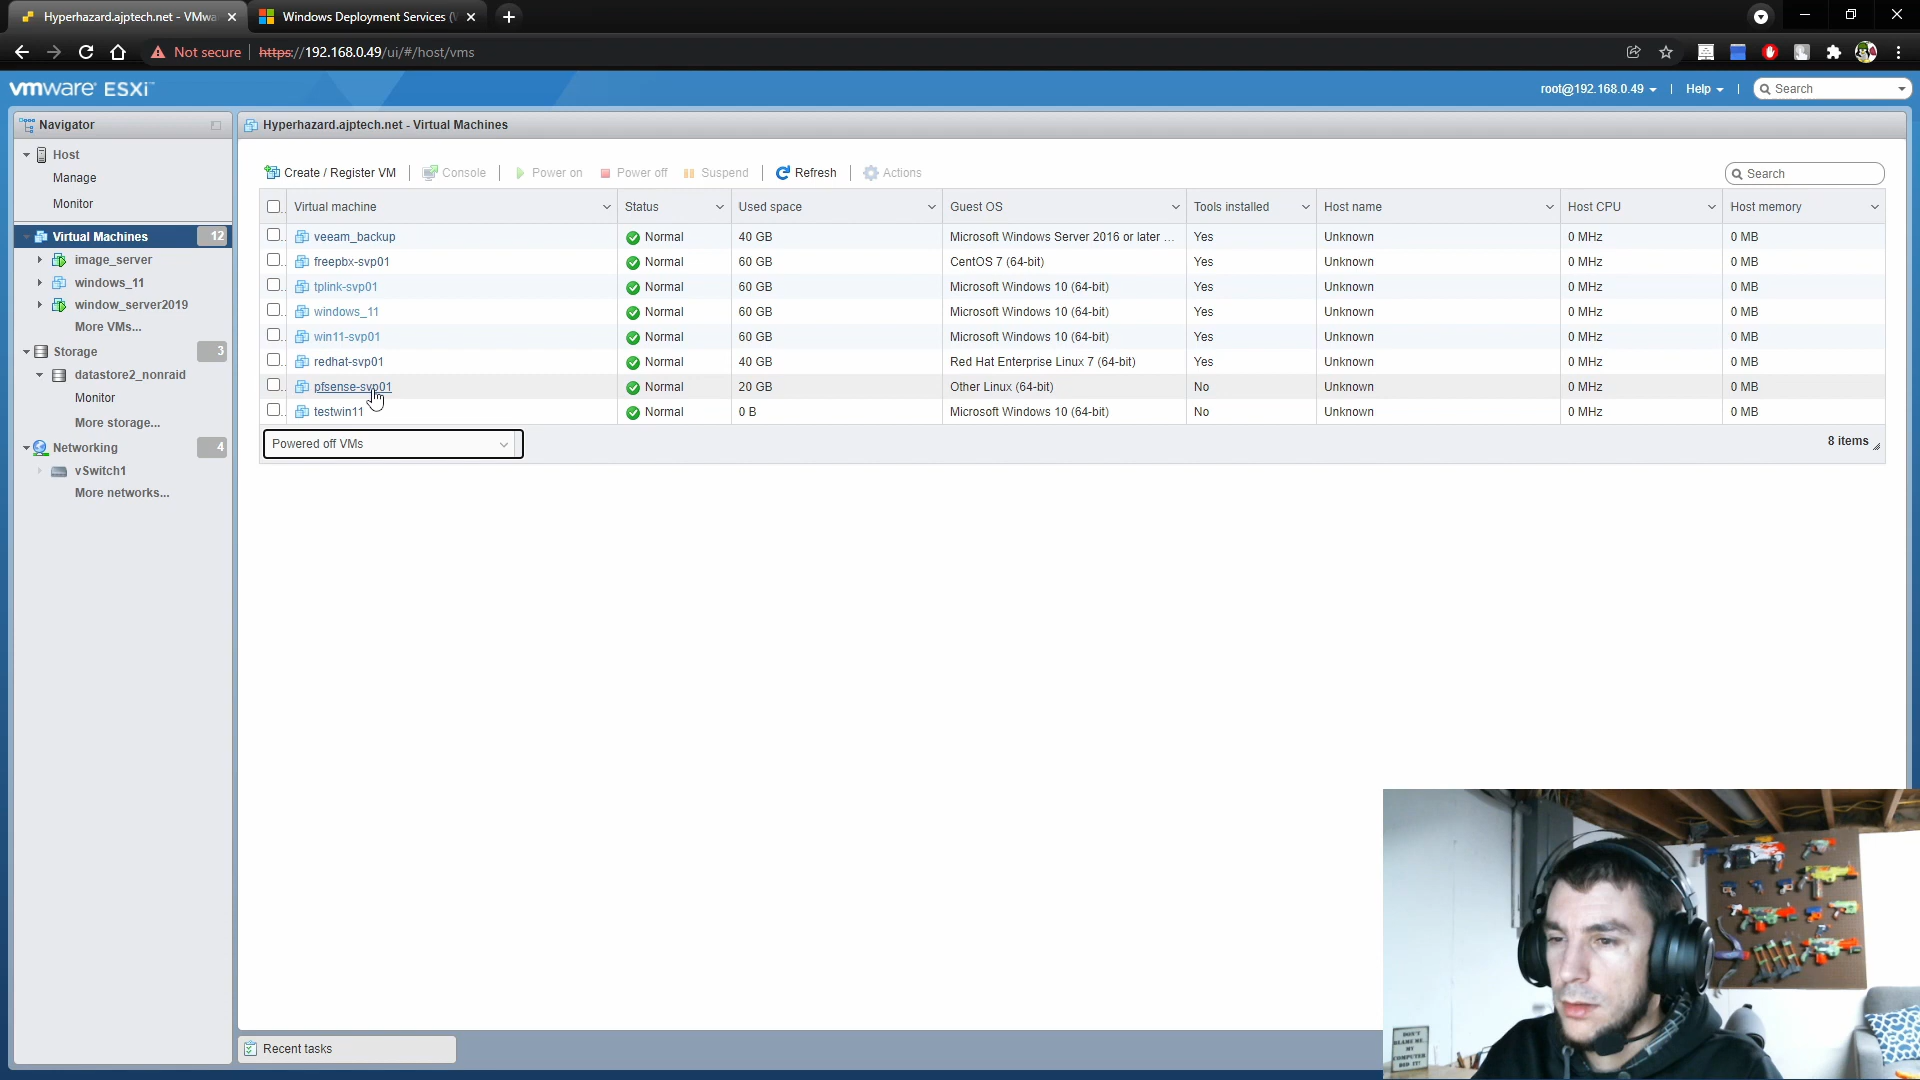 Hyperhazard.ajptech.net - VMwa
Windows Deployment Services (
Not secure
https://192.168.0.49/ui/#/host/vms
vmware ESXi
root@192.168.0.49
Help
Search
Navigator
Host
Manage
Monitor
Virtual Machines 12
image_server
windows_11
window_server2019
More VMs...
Storage 3
datastore2_nonraid
Monitor
More storage...
Networking 4
vSwitch1
More networks...
Hyperhazard.ajptech.net - Virtual Machines
Create / Register VM
Console
Power on
Power off
Suspend
Refresh
Actions
Search
Virtual machine Status Used space Guest OS Tools installed Host name Host CPU Host memory
veeam_backup Normal 40 GB Microsoft Windows Server 2016 or later ... Yes Unknown 0 MHz 0 MB
freepbx-svp01 Normal 60 GB CentOS 7 (64-bit) Yes Unknown 0 MHz 0 MB
tplink-svp01 Normal 60 GB Microsoft Windows 10 (64-bit) Yes Unknown 0 MHz 0 MB
windows_11 Normal 60 GB Microsoft Windows 10 (64-bit) Yes Unknown 0 MHz 0 MB
win11-svp01 Normal 60 GB Microsoft Windows 10 (64-bit) Yes Unknown 0 MHz 0 MB
redhat-svp01 Normal 40 GB Red Hat Enterprise Linux 7 (64-bit) Yes Unknown 0 MHz 0 MB
pfsense-svp01 Normal 20 GB Other Linux (64-bit) No Unknown 0 MHz 0 MB
testwin11 Normal 0 B Microsoft Windows 10 (64-bit) No Unknown 0 MHz 0 MB
Powered off VMs
8 items
Recent tasks
DON'T
BLAME ME...
MY
COMPUTER
DID IT!